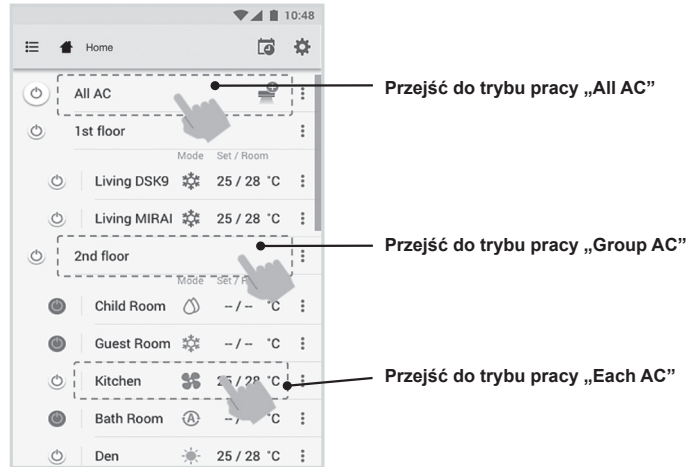 10:48
Home
All AC
Przejść do trybu pracy „All AC”
1st floor
Mode Set / Room
Living DSK9 25 / 28 °C
Living MIRAI 25 / 28 °C
2nd floor
Przejść do trybu pracy „Group AC”
Mode Set /
Child Room -- / -- °C
Guest Room -- / -- °C
Kitchen 25 / 28 °C
Przejść do trybu pracy „Each AC”
Bath Room A -- / °C
Den 25 / 28 °C